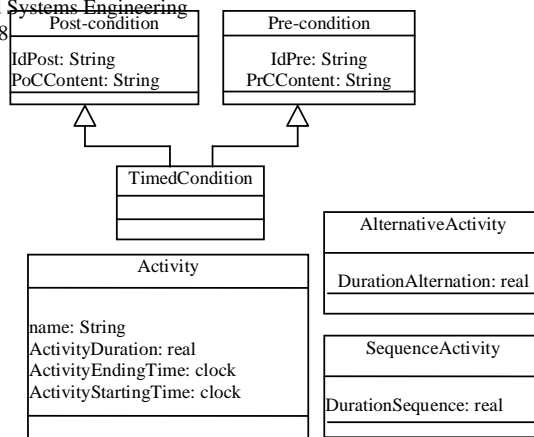 Systems Engineering
8
Post-condition
IdPost: String
PoCContent: String
Pre-condition
IdPre: String
PrCContent: String
TimedCondition
Activity
name: String
ActivityDuration: real
ActivityEndingTime: clock
ActivityStartingTime: clock
AlternativeActivity
DurationAlternation: real
SequenceActivity
DurationSequence: real